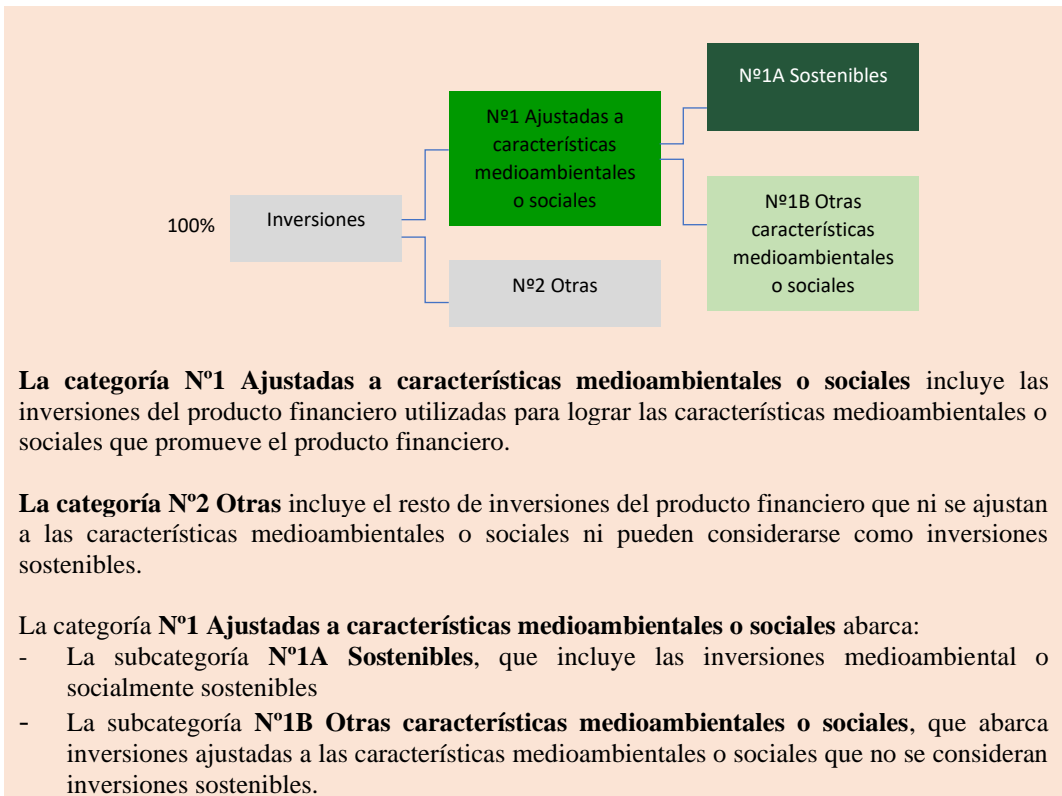 Nº1A Sostenibles
Nº1 Ajustadas a
características
medioambientales
o sociales
Nº1B Otras
características
medioambientales
o sociales
100%
Inversiones
Nº2 Otras
La categoría Nº1 Ajustadas a características medioambientales o sociales incluye las
inversiones del producto financiero utilizadas para lograr las características medioambientales o
sociales que promueve el producto financiero.
La categoría Nº2 Otras incluye el resto de inversiones del producto financiero que ni se ajustan
a las características medioambientales o sociales ni pueden considerarse como inversiones
sostenibles.
La categoría Nº1 Ajustadas a características medioambientales o sociales abarca:
- La subcategoría Nº1A Sostenibles, que incluye las inversiones medioambiental o
socialmente sostenibles
- La subcategoría Nº1B Otras características medioambientales o sociales, que abarca
inversiones ajustadas a las características medioambientales o sociales que no se consideran
inversiones sostenibles.